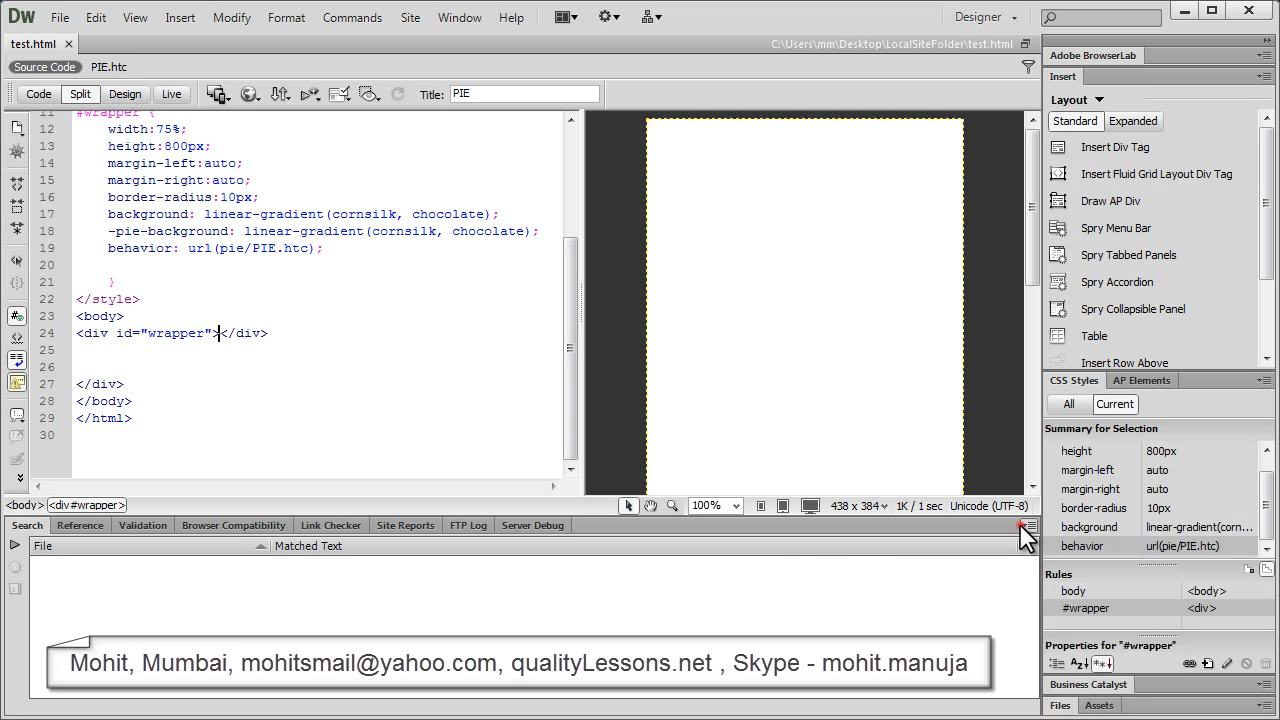 Dw File Edit View Insert Modify Format Commands Site Window Help Designer
test.html × C:\Users\mm\Desktop\LocalSiteFolder\test.html
Source Code PIE.htc
Code Split Design Live Title: PIE
11 #wrapper {
12 width:75%;
13 height:800px;
14 margin-left:auto;
15 margin-right:auto;
16 border-radius:10px;
17 background: linear-gradient(cornsilk, chocolate);
18 -pie-background: linear-gradient(cornsilk, chocolate);
19 behavior: url(pie/PIE.htc);
20
21 }
22 </style>
23 <body>
24 <div id="wrapper"></div>
25
26
27 </div>
28 </body>
29 </html>
30
<body> <div#wrapper> 100% 438 x 384 1K / 1 sec Unicode (UTF-8)
Search Reference Validation Browser Compatibility Link Checker Site Reports FTP Log Server Debug
File Matched Text
Mohit, Mumbai, mohitsmail@yahoo.com, qualityLessons.net , Skype - mohit.manuja
Adobe BrowserLab
Insert
Layout
Standard Expanded
Insert Div Tag
Insert Fluid Grid Layout Div Tag
Draw AP Div
Spry Menu Bar
Spry Tabbed Panels
Spry Accordion
Spry Collapsible Panel
Table
Insert Row Above
CSS Styles AP Elements
All Current
Summary for Selection
height 800px
margin-left auto
margin-right auto
border-radius 10px
background linear-gradient(corn...
behavior url(pie/PIE.htc)
Rules
body <body>
#wrapper <div>
Properties for "#wrapper"
Business Catalyst
Files Assets